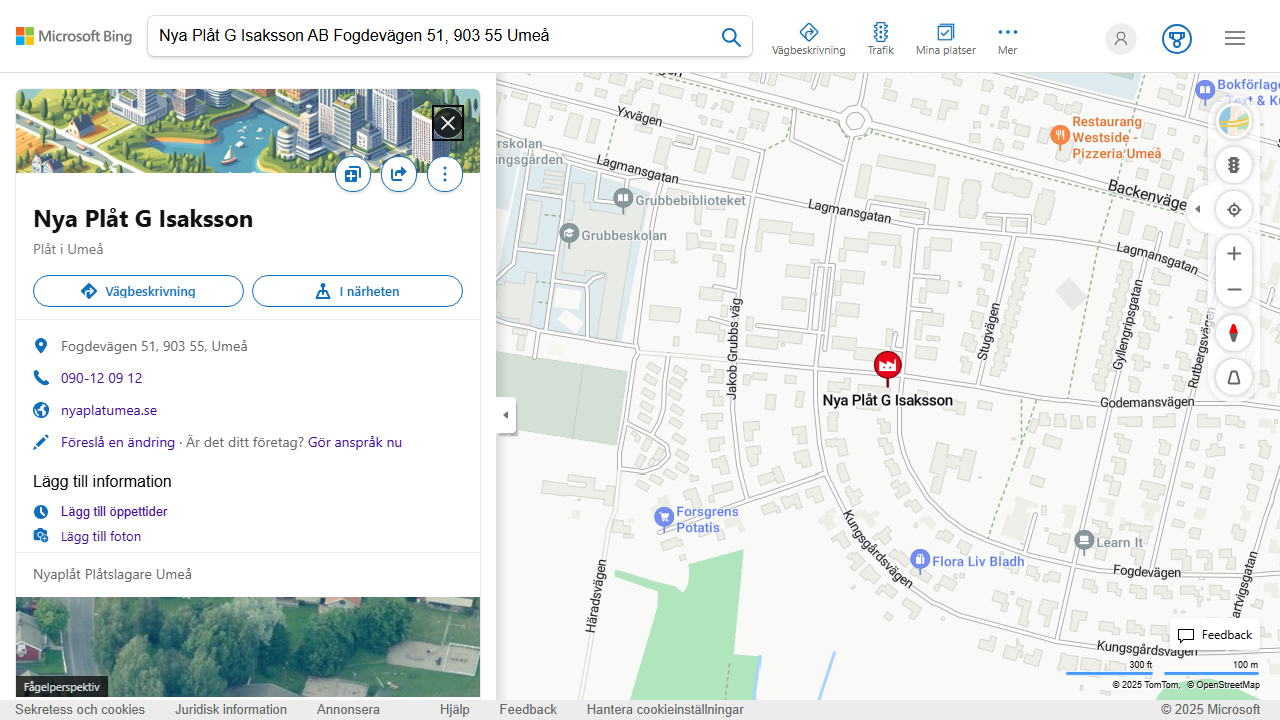 Microsoft Bing
Nya Plåt G Isaksson AB Fogdevägen 51, 903 55 Umeå
Vägbeskrivning
Trafik
Mina platser
Mer
Nya Plåt G Isaksson
Plåt i Umeå
Vägbeskrivning
I närheten
Fogdevägen 51, 903 55, Umeå
090-12 09 12
nyaplatumea.se
Föreslå en ändring · Är det ditt företag? Gör anspråk nu
Lägg till information
Lägg till öppettider
Lägg till foton
Nyaplåt Plåtslagare Umeå
Fågelperspektiv
Yxvägen
Lagmansgatan
Grubbebiblioteket
Grubbeskolan
Lagmansgatan
Restaurang
Westside -
Pizzeria Umeå
Bokförlage
Text & Ku
Backenväge
Lagmansgatan
Jakob Grubbs väg
Stugvägen
Gyllengripsgatan
Rutbergsvägen
Nya Plåt G Isaksson
Godemansvägen
Forsgrens
Potatis
Kungsgårdsvägen
Flora Liv Bladh
Learn It
Fogdevägen
Häradsvägen
artvigsgatan
Kungsgårdsvägen
Feedback
300 ft
100 m
© 2025 TomTom, © OpenStreetMap
Sekretess och cookies
Juridisk information
Annonsera
Hjälp
Feedback
Hantera cookieinställningar
© 2025 Microsoft